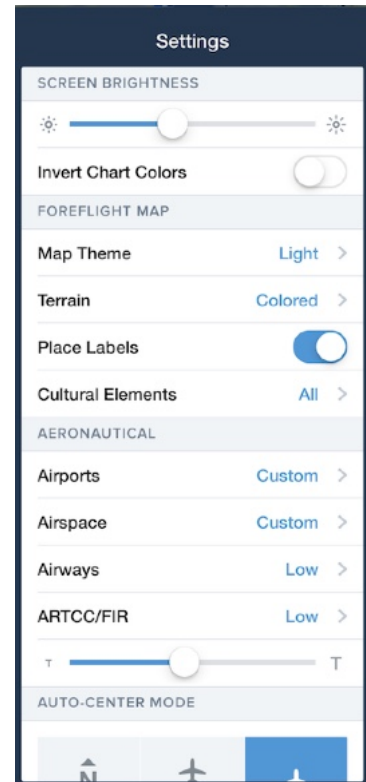 Settings
SCREEN BRIGHTNESS
Invert Chart Colors
FOREFLIGHT MAP
Map Theme Light
Terrain Colored
Place Labels
Cultural Elements All
AERONAUTICAL
Airports Custom
Airspace Custom
Airways Low
ARTCC/FIR Low
T T
AUTO-CENTER MODE
N